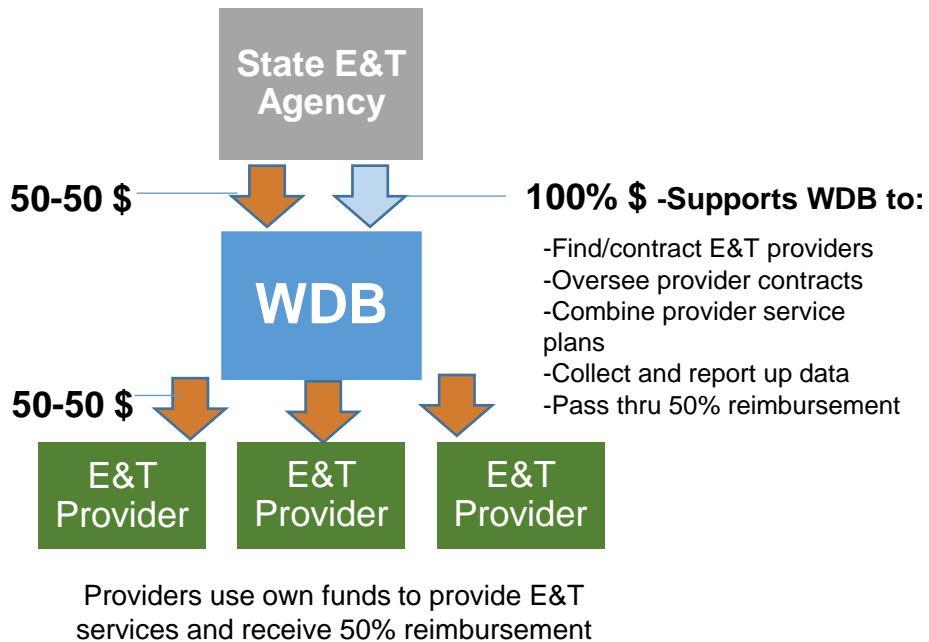 State E&T
Agency
50-50 $
100% $ -Supports WDB to:
-Find/contract E&T providers
-Oversee provider contracts
-Combine provider service
plans
-Collect and report up data
-Pass thru 50% reimbursement
WDB
50-50 $
E&T
Provider
E&T
Provider
E&T
Provider
Providers use own funds to provide E&T
services and receive 50% reimbursement